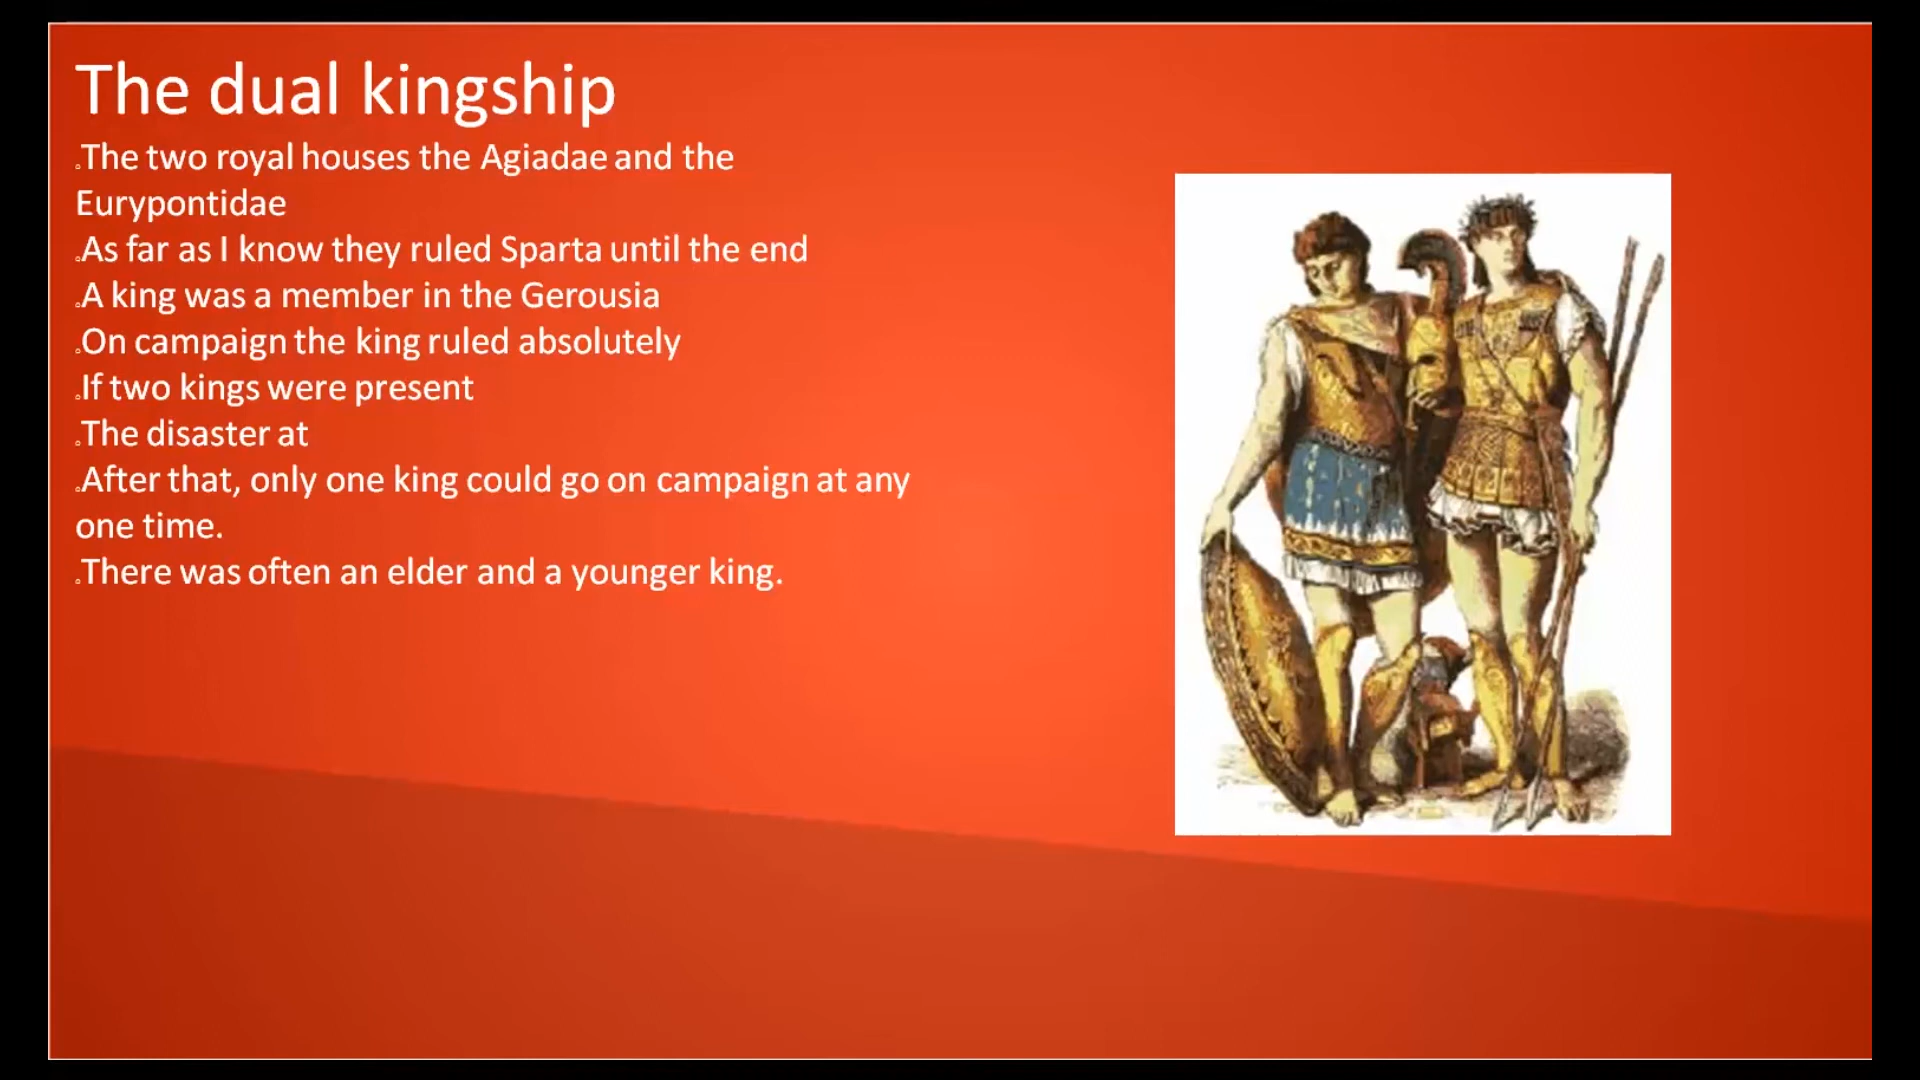 The dual kingship
.The two royal houses the Agiadae and the
Eurypontidae
.As far as I know they ruled Sparta until the end
.A king was a member in the Gerousia
.On campaign the king ruled absolutely
.If two kings were present
.The disaster at
.After that, only one king could go on campaign at any
one time.
.There was often an elder and a younger king.